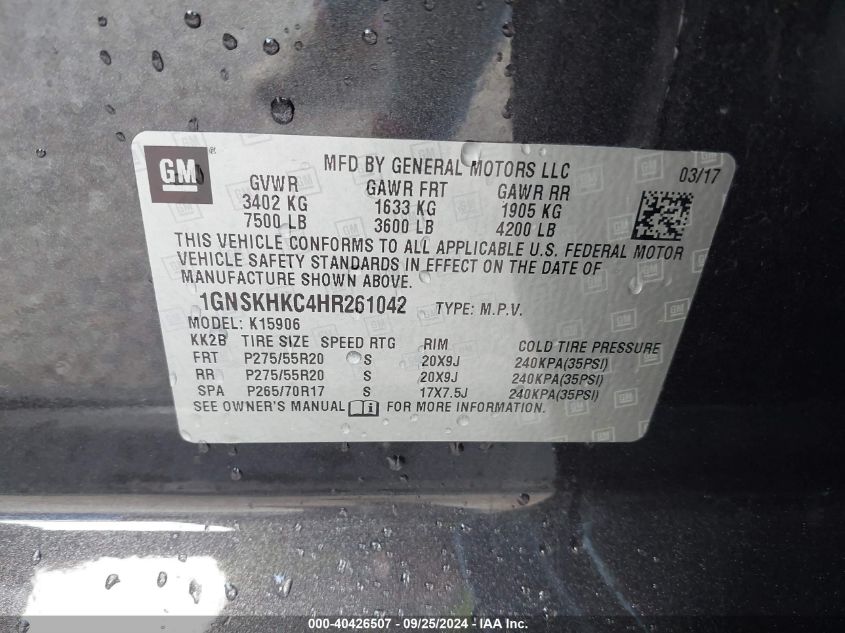 GM
MFD BY GENERAL MOTORS LLC 03/17
GVWR GAWR FRT GAWR RR
3402 KG 1633 KG 1905 KG
7500 LB 3600 LB 4200 LB
THIS VEHICLE CONFORMS TO ALL APPLICABLE U.S. FEDERAL MOTOR
VEHICLE SAFETY STANDARDS IN EFFECT ON THE DATE OF
MANUFACTURE SHOWN ABOVE.
1GNSKHKC4HR261042 TYPE: M.P.V.
MODEL: K15906
KK2B TIRE SIZE SPEED RTG RIM COLD TIRE PRESSURE
FRT P275/55R20 S 20X9J 240KPA(35PSI)
RR P275/55R20 S 20X9J 240KPA(35PSI)
SPA P265/70R17 S 17X7.5J 240KPA(35PSI)
SEE OWNER'S MANUAL i FOR MORE INFORMATION.
000-40426507 - 09/25/2024 - IAA Inc.